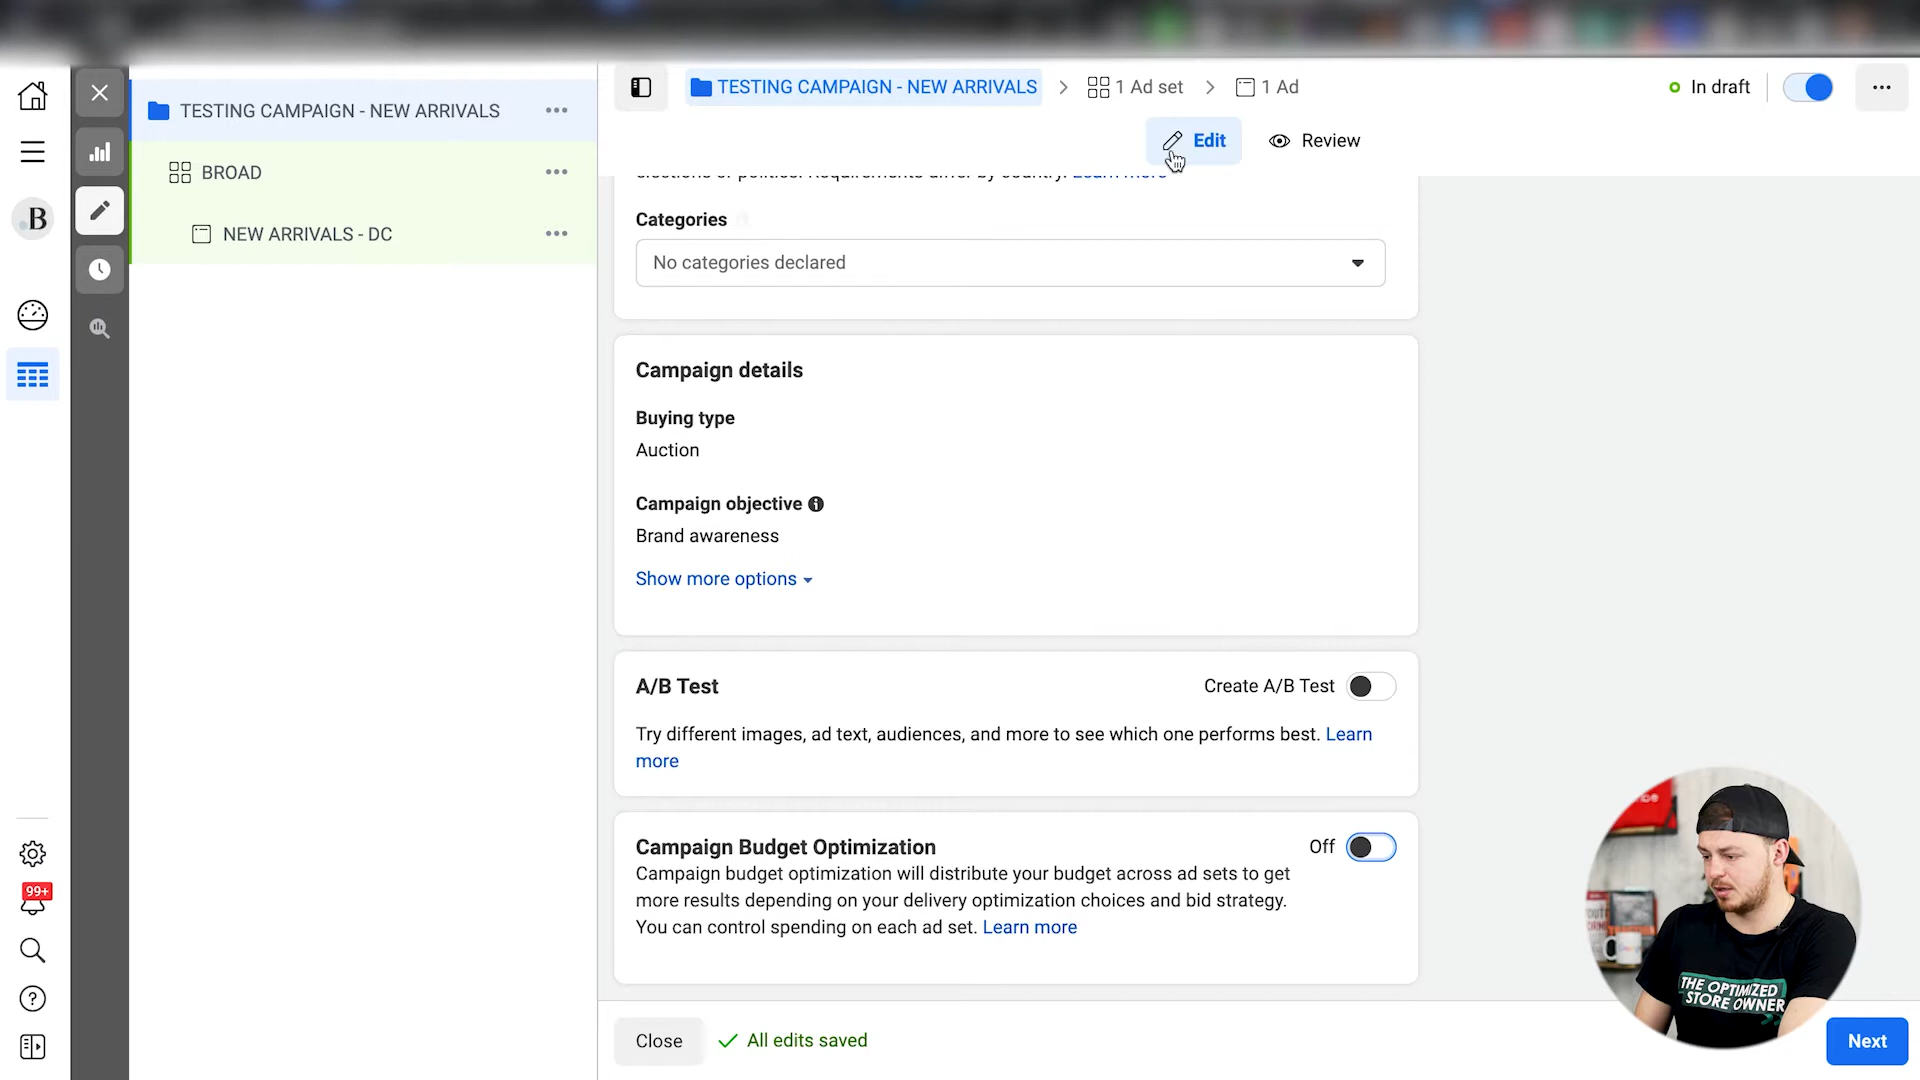 TESTING CAMPAIGN - NEW ARRIVALS
BROAD
NEW ARRIVALS - DC
TESTING CAMPAIGN - NEW ARRIVALS
1 Ad set
1 Ad
In draft
Edit
Review
Categories
No categories declared
Campaign details
Buying type
Auction
Campaign objective
Brand awareness
Show more options
A/B Test
Create A/B Test
Try different images, ad text, audiences, and more to see which one performs best. Learn
more
Campaign Budget Optimization
Off
Campaign budget optimization will distribute your budget across ad sets to get
more results depending on your delivery optimization choices and bid strategy.
You can control spending on each ad set. Learn more
Close
All edits saved
Next
.B
99+
THE OPTIMIZED
STORE OWNER